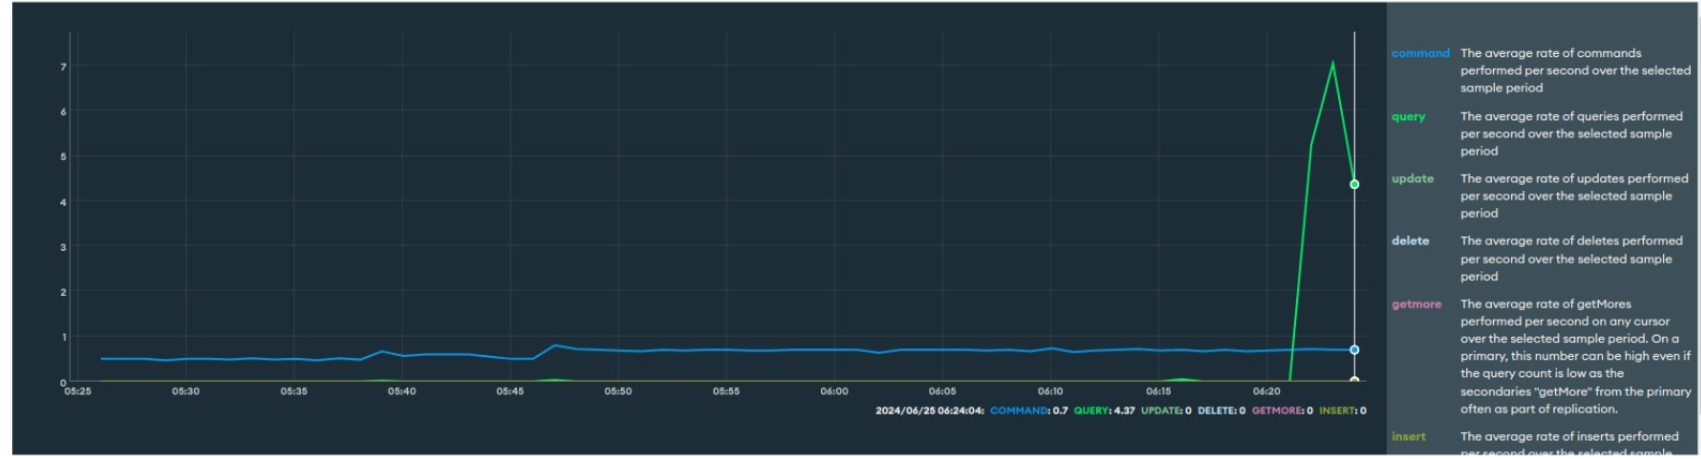 7
6
5
4
3
2
1
0
05:25 05:30 05:35 05:40 05:45 05:50 05:55 06:00 06:05 06:10 06:15 06:20
2024/06/25 06:24:04: COMMAND: 0.7 QUERY: 4.37 UPDATE: 0 DELETE: 0 GETMORE: 0 INSERT: 0
command The average rate of commands
performed per second over the selected
sample period
query The average rate of queries performed
per second over the selected sample
period
update The average rate of updates performed
per second over the selected sample
period
delete The average rate of deletes performed
per second over the selected sample
period
getmore The average rate of getMores
performed per second on any cursor
over the selected sample period. On a
primary, this number can be high even if
the query count is low as the
secondaries "getMore" from the primary
often as part of replication.
insert The average rate of inserts performed
per second over the selected sample